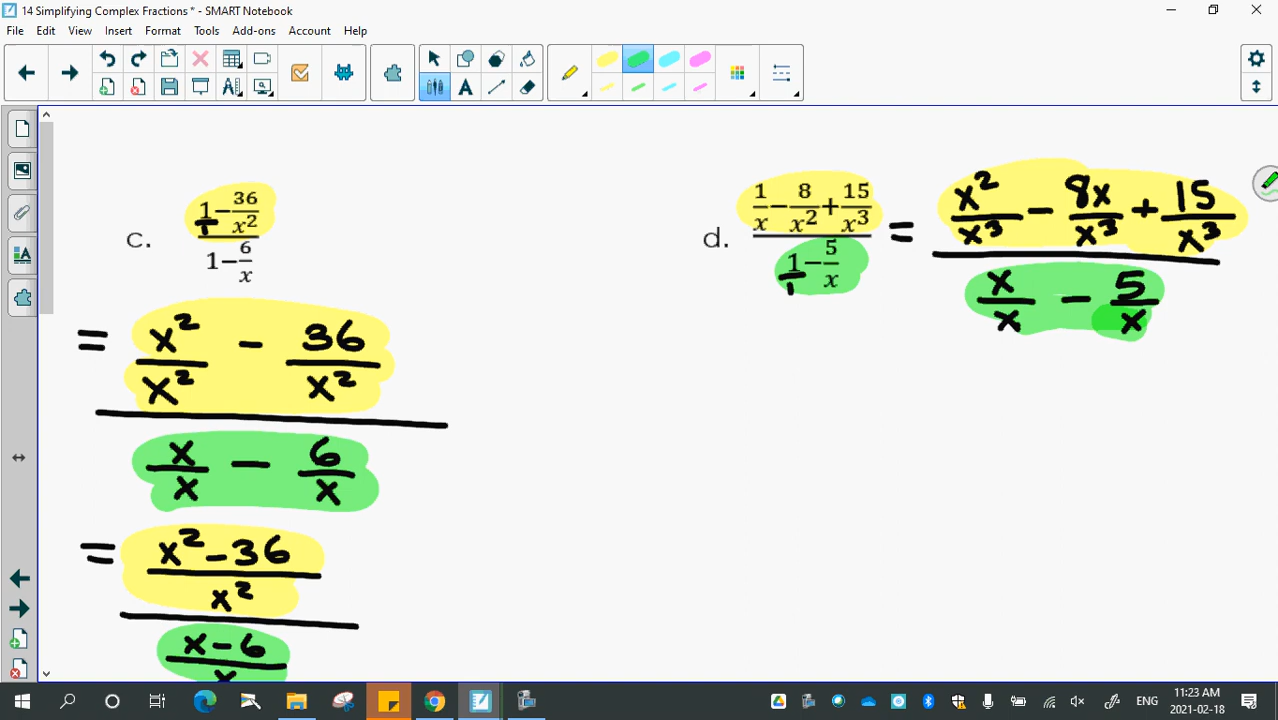 14 Simplifying Complex Fractions * - SMART Notebook
File Edit View Insert Format Tools Add-ons Account Help
c.
1/1 − 36/x²
1 − 6/x
= x²/x² − 36/x²
x/x − 6/x
= x² − 36
x²
x − 6
x
d.
1/x − 8/x² + 15/x³
1/1 − 5/x
= x²/x³ − 8x/x³ + 15/x³
x/x − 5/x
ENG
11:23 AM
2021-02-18